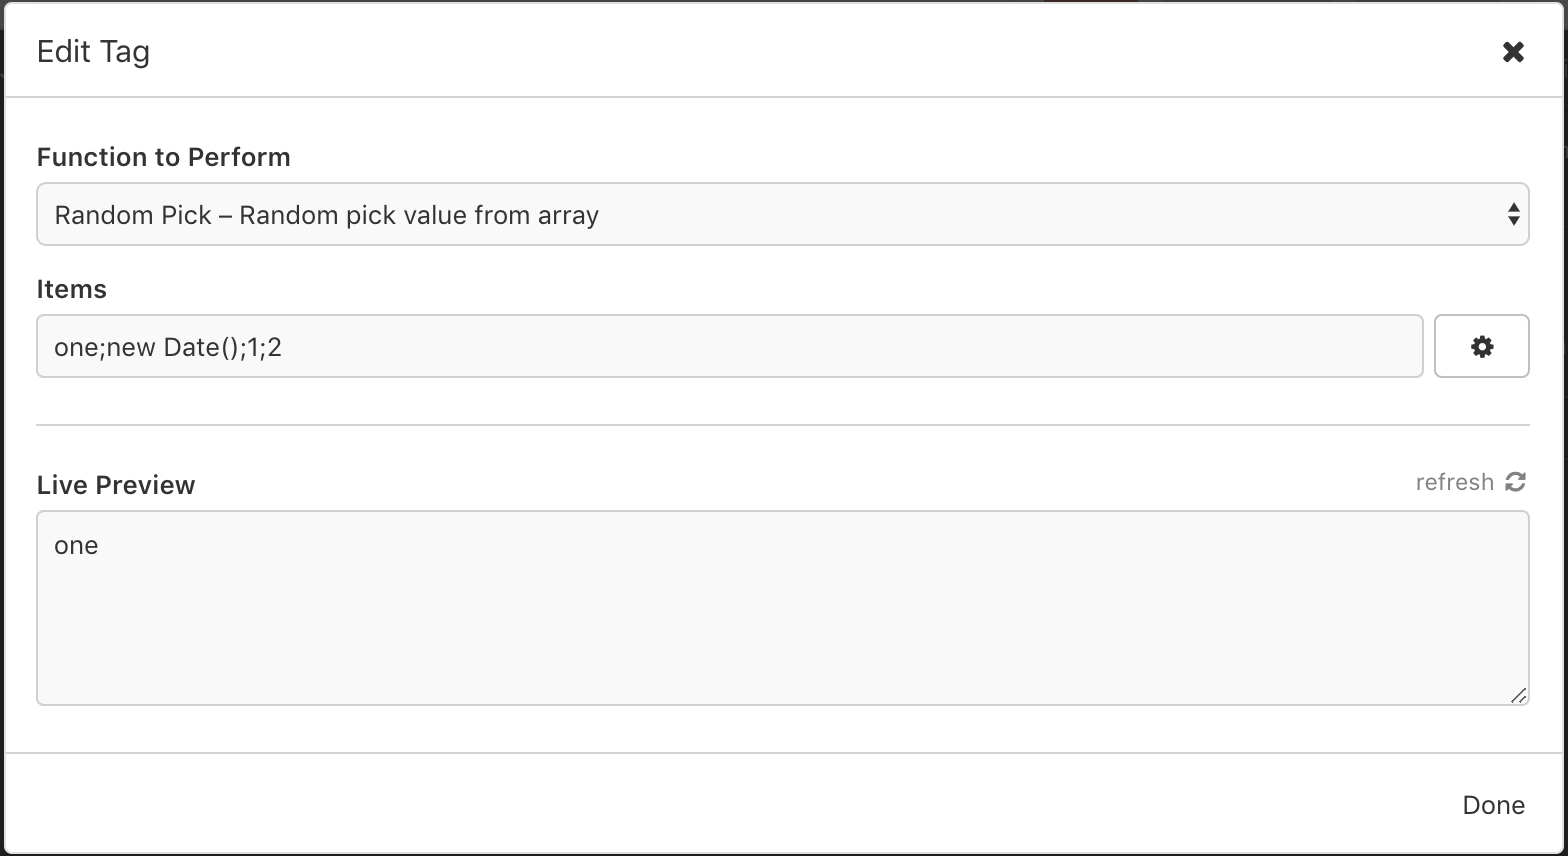 Edit Tag
Function to Perform
Random Pick – Random pick value from array
Items
one;new Date();1;2
Live Preview
refresh
one
Done